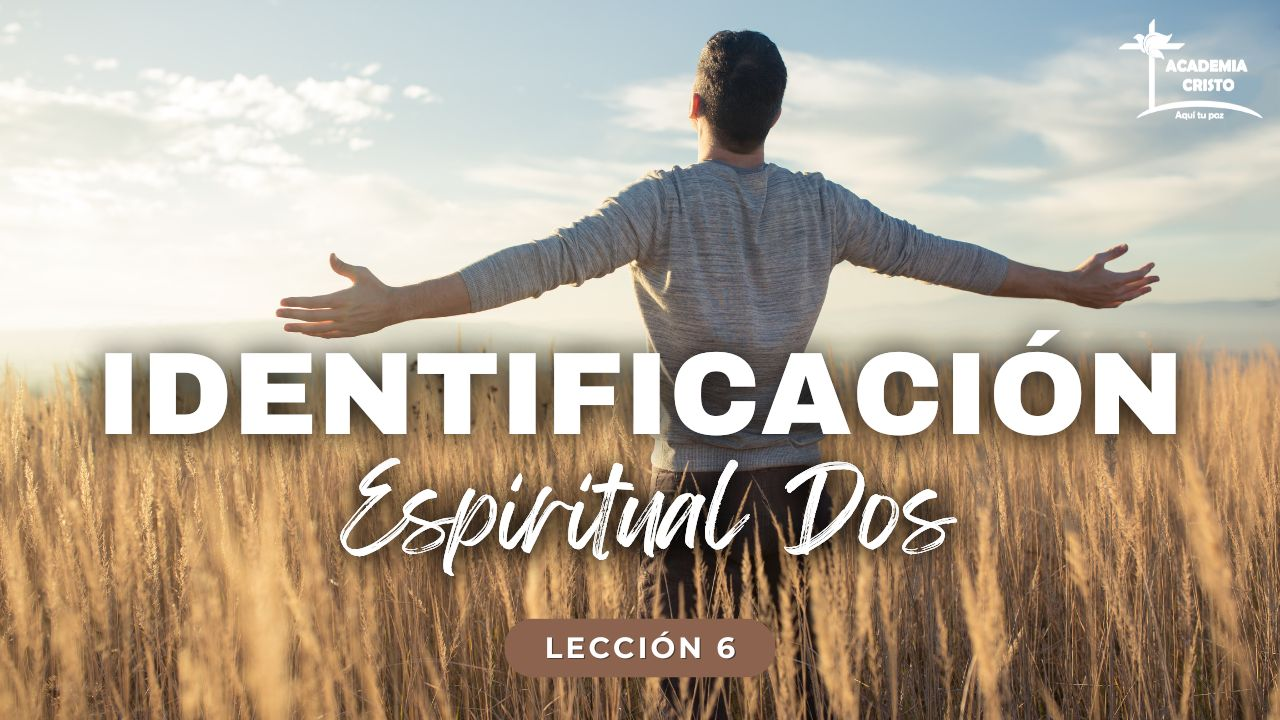 ACADEMIA
CRISTO
Aquí tu paz
IDENTIFICACIÓN
Espiritual Dos
LECCIÓN 6